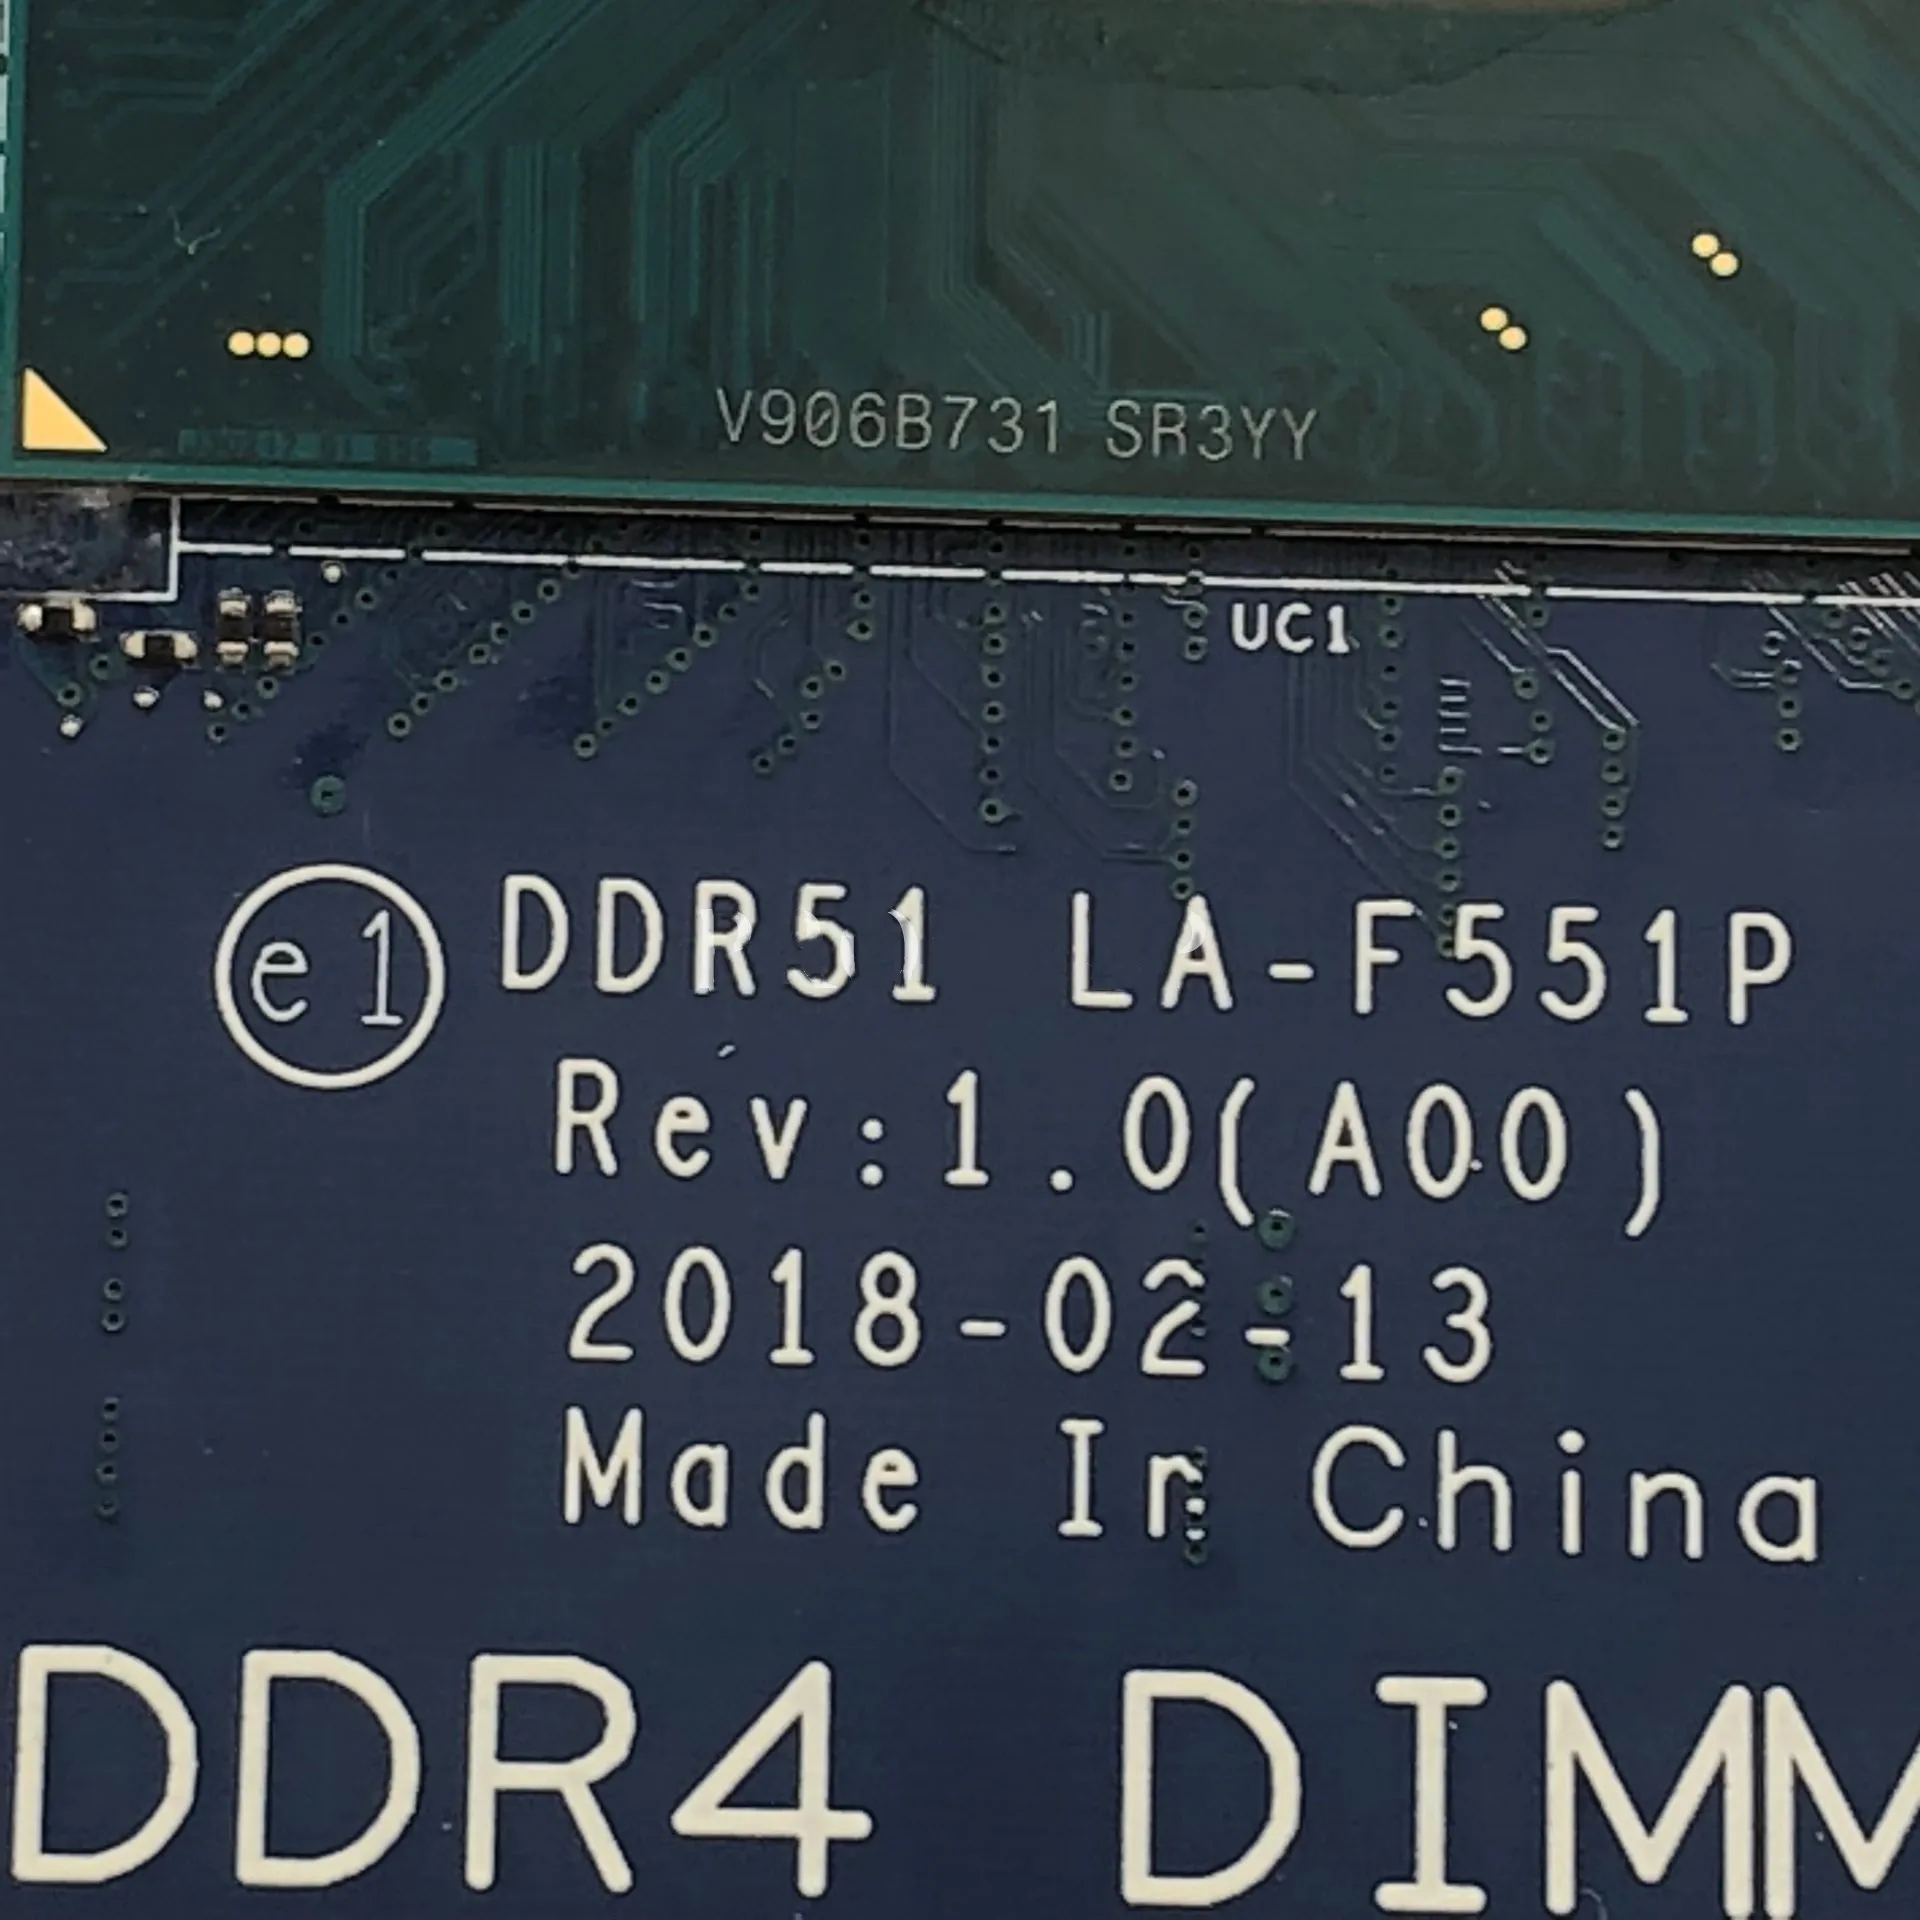 V906B731 SR3YY
UC1
e1 DDR51 LA-F551P
Rev:1.0(A00)
2018-02-13
Made In China
DDR4 DIMM